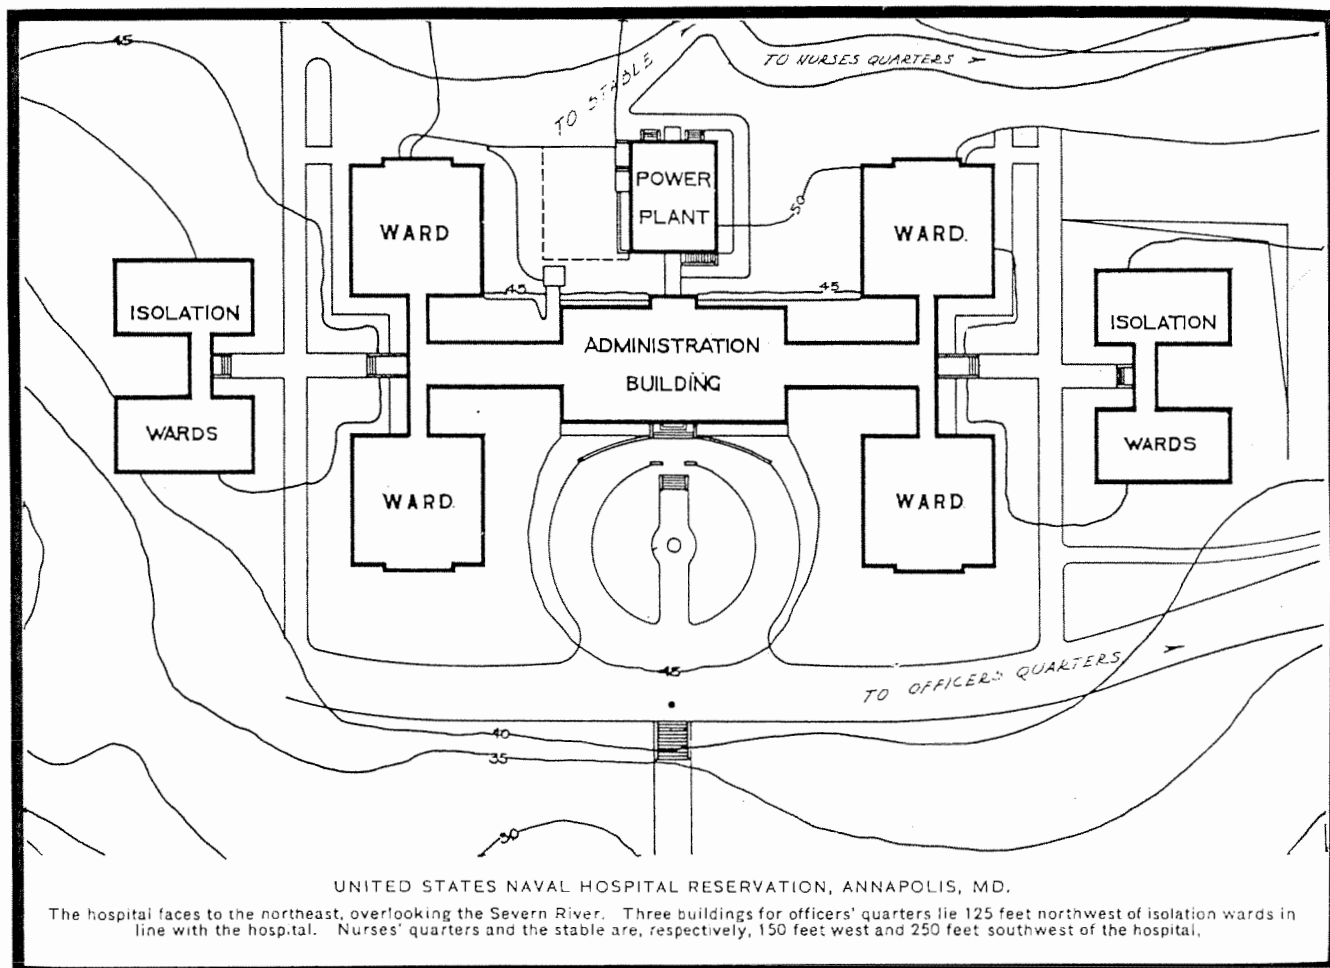 45
TO NURSES QUARTERS
TO STABLE
POWER
PLANT
50
WARD
WARD.
45
45
ISOLATION
ISOLATION
ADMINISTRATION
BUILDING
WARDS
WARDS
WARD.
WARD
45
TO OFFICERS QUARTERS
40
35
30
UNITED STATES NAVAL HOSPITAL RESERVATION, ANNAPOLIS, MD.
The hospital faces to the northeast, overlooking the Severn River. Three buildings for officers' quarters lie 125 feet northwest of isolation wards in
line with the hosp.tal. Nurses' quarters and the stable are, respectively, 150 feet west and 250 feet southwest of the hospital.